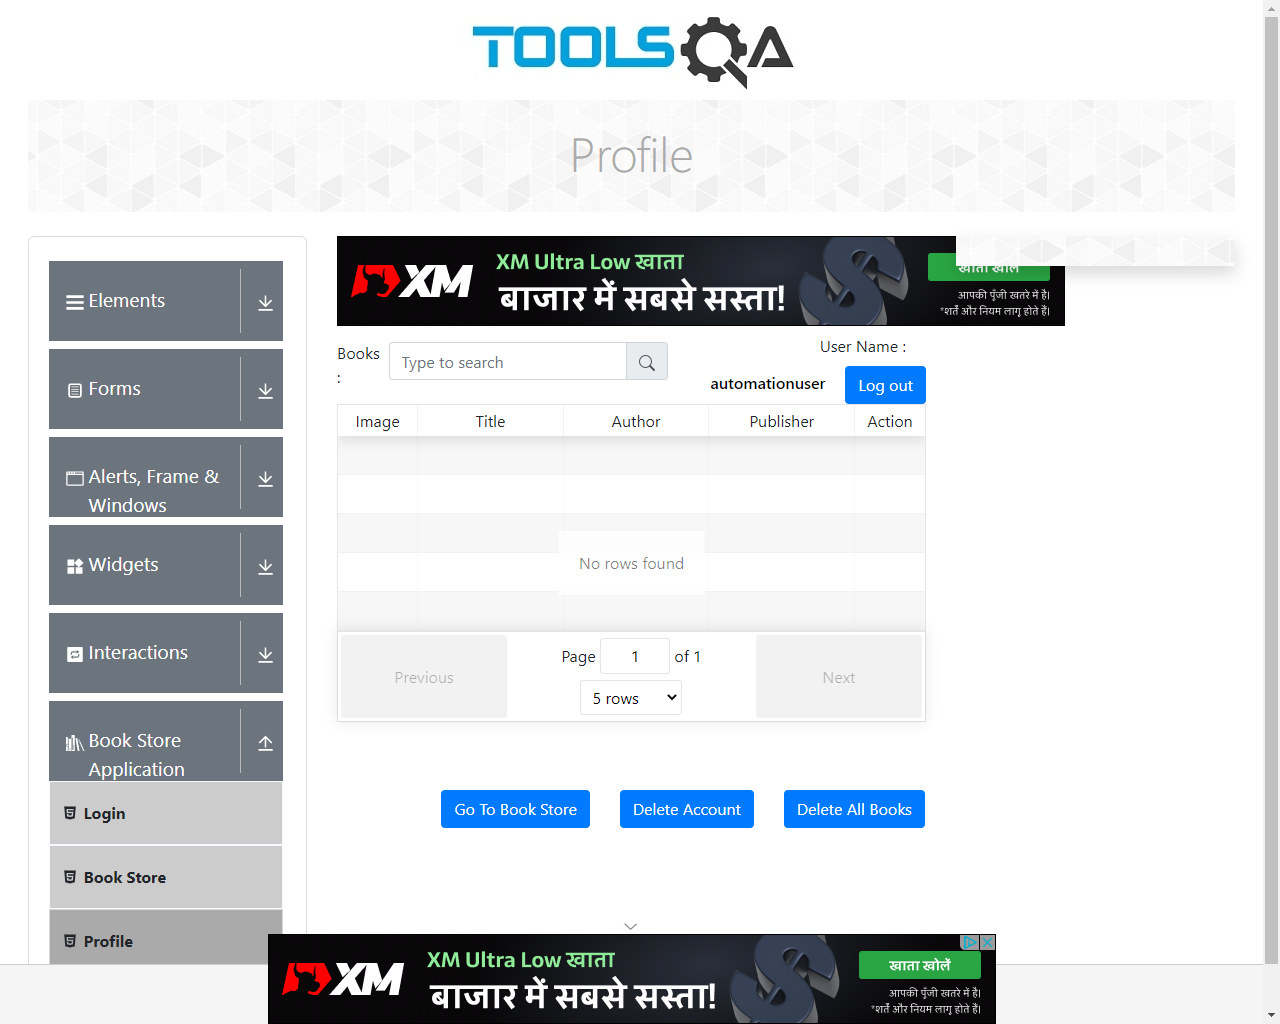 TOOLSQA
Profile
Elements
Forms
Alerts, Frame &
Windows
Widgets
Interactions
Book Store
Application
Login
Book Store
Profile
XM
XM Ultra Low खाता
बाजार में सबसे सस्ता!
खाता खोलें
आपकी पूँजी खतरे में है।
*शर्तें और नियम लागू होते हैं।
Books
:
Type to search
User Name :
automationuser
Log out
Image Title Author Publisher Action
No rows found
Previous
Page 1 of 1
5 rows
Next
Go To Book Store
Delete Account
Delete All Books
XM
XM Ultra Low खाता
बाजार में सबसे सस्ता!
खाता खोलें
आपकी पूँजी खतरे में है।
*शर्तें और नियम लागू होते हैं।